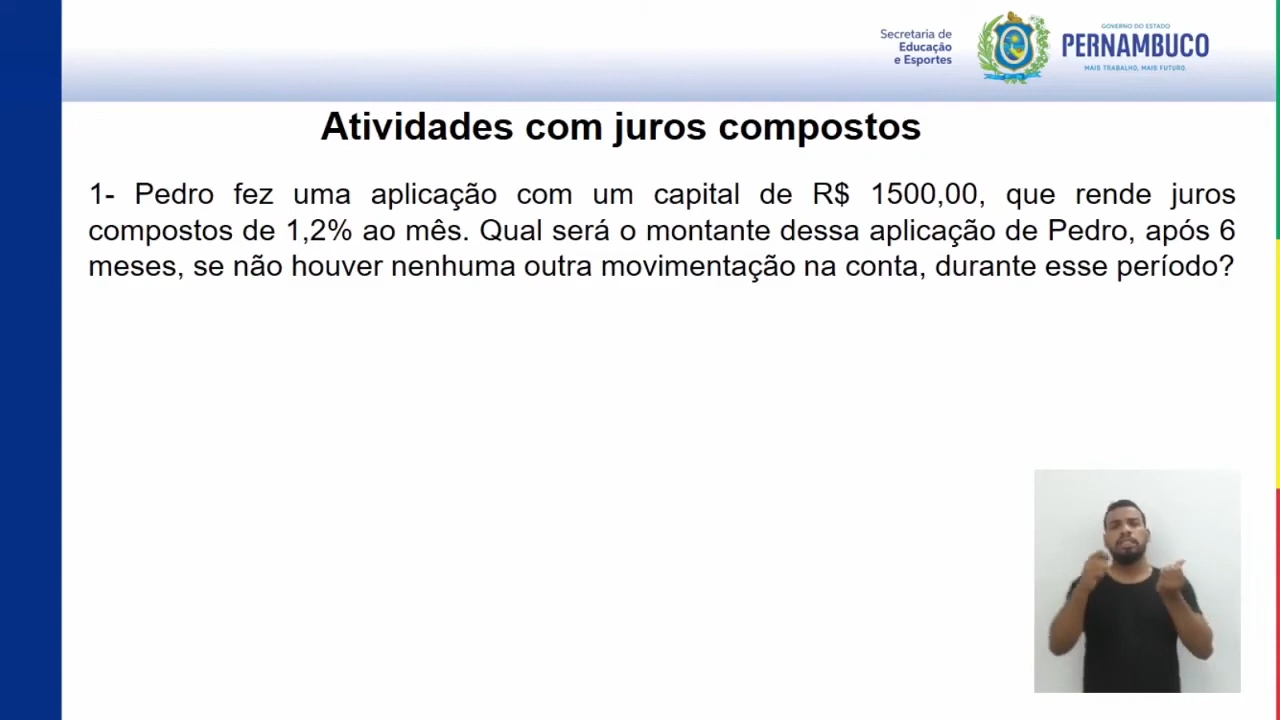 Secretaria de
Educação
e Esportes
GOVERNO DO ESTADO
PERNAMBUCO
MAIS TRABALHO, MAIS FUTURO.
Atividades com juros compostos
1- Pedro fez uma aplicação com um capital de R$ 1500,00, que rende juros
compostos de 1,2% ao mês. Qual será o montante dessa aplicação de Pedro, após 6
meses, se não houver nenhuma outra movimentação na conta, durante esse período?